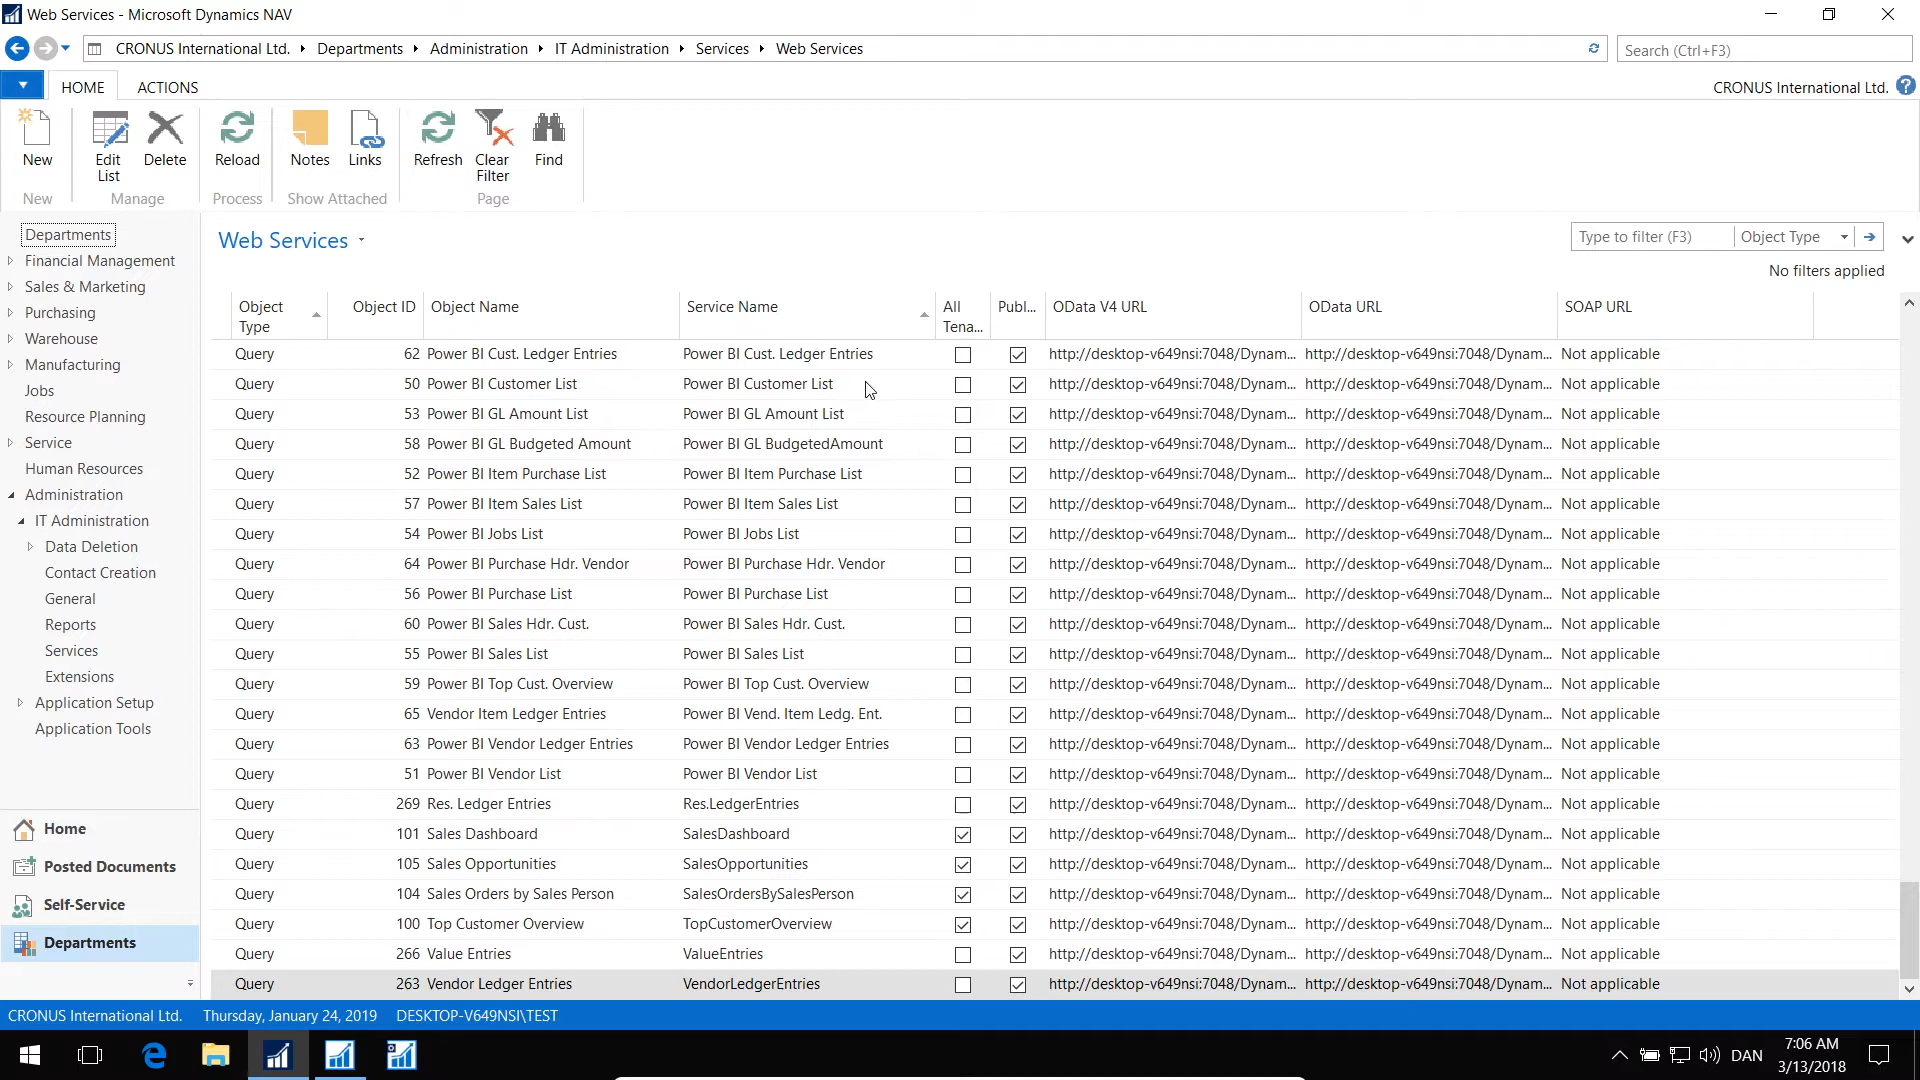 Web Services - Microsoft Dynamics NAV
CRONUS International Ltd. Departments Administration IT Administration Services Web Services
Search (Ctrl+F3)
HOME ACTIONS
CRONUS International Ltd.
New
Edit List
Delete
Reload
Notes
Links
Refresh
Clear Filter
Find
New Manage Process Show Attached Page
Departments
Financial Management
Sales & Marketing
Purchasing
Warehouse
Manufacturing
Jobs
Resource Planning
Service
Human Resources
Administration
IT Administration
Data Deletion
Contact Creation
General
Reports
Services
Extensions
Application Setup
Application Tools
Home
Posted Documents
Self-Service
Departments
Web Services
Type to filter (F3) Object Type
No filters applied
Object Type Object ID Object Name Service Name All Tena... Publ... OData V4 URL OData URL SOAP URL
Query 62 Power BI Cust. Ledger Entries Power BI Cust. Ledger Entries http://desktop-v649nsi:7048/Dynam... http://desktop-v649nsi:7048/Dynam... Not applicable
Query 50 Power BI Customer List Power BI Customer List http://desktop-v649nsi:7048/Dynam... http://desktop-v649nsi:7048/Dynam... Not applicable
Query 53 Power BI GL Amount List Power BI GL Amount List http://desktop-v649nsi:7048/Dynam... http://desktop-v649nsi:7048/Dynam... Not applicable
Query 58 Power BI GL Budgeted Amount Power BI GL BudgetedAmount http://desktop-v649nsi:7048/Dynam... http://desktop-v649nsi:7048/Dynam... Not applicable
Query 52 Power BI Item Purchase List Power BI Item Purchase List http://desktop-v649nsi:7048/Dynam... http://desktop-v649nsi:7048/Dynam... Not applicable
Query 57 Power BI Item Sales List Power BI Item Sales List http://desktop-v649nsi:7048/Dynam... http://desktop-v649nsi:7048/Dynam... Not applicable
Query 54 Power BI Jobs List Power BI Jobs List http://desktop-v649nsi:7048/Dynam... http://desktop-v649nsi:7048/Dynam... Not applicable
Query 64 Power BI Purchase Hdr. Vendor Power BI Purchase Hdr. Vendor http://desktop-v649nsi:7048/Dynam... http://desktop-v649nsi:7048/Dynam... Not applicable
Query 56 Power BI Purchase List Power BI Purchase List http://desktop-v649nsi:7048/Dynam... http://desktop-v649nsi:7048/Dynam... Not applicable
Query 60 Power BI Sales Hdr. Cust. Power BI Sales Hdr. Cust. http://desktop-v649nsi:7048/Dynam... http://desktop-v649nsi:7048/Dynam... Not applicable
Query 55 Power BI Sales List Power BI Sales List http://desktop-v649nsi:7048/Dynam... http://desktop-v649nsi:7048/Dynam... Not applicable
Query 59 Power BI Top Cust. Overview Power BI Top Cust. Overview http://desktop-v649nsi:7048/Dynam... http://desktop-v649nsi:7048/Dynam... Not applicable
Query 65 Vendor Item Ledger Entries Power BI Vend. Item Ledg. Ent. http://desktop-v649nsi:7048/Dynam... http://desktop-v649nsi:7048/Dynam... Not applicable
Query 63 Power BI Vendor Ledger Entries Power BI Vendor Ledger Entries http://desktop-v649nsi:7048/Dynam... http://desktop-v649nsi:7048/Dynam... Not applicable
Query 51 Power BI Vendor List Power BI Vendor List http://desktop-v649nsi:7048/Dynam... http://desktop-v649nsi:7048/Dynam... Not applicable
Query 269 Res. Ledger Entries Res.LedgerEntries http://desktop-v649nsi:7048/Dynam... http://desktop-v649nsi:7048/Dynam... Not applicable
Query 101 Sales Dashboard SalesDashboard http://desktop-v649nsi:7048/Dynam... http://desktop-v649nsi:7048/Dynam... Not applicable
Query 105 Sales Opportunities SalesOpportunities http://desktop-v649nsi:7048/Dynam... http://desktop-v649nsi:7048/Dynam... Not applicable
Query 104 Sales Orders by Sales Person SalesOrdersBySalesPerson http://desktop-v649nsi:7048/Dynam... http://desktop-v649nsi:7048/Dynam... Not applicable
Query 100 Top Customer Overview TopCustomerOverview http://desktop-v649nsi:7048/Dynam... http://desktop-v649nsi:7048/Dynam... Not applicable
Query 266 Value Entries ValueEntries http://desktop-v649nsi:7048/Dynam... http://desktop-v649nsi:7048/Dynam... Not applicable
Query 263 Vendor Ledger Entries VendorLedgerEntries http://desktop-v649nsi:7048/Dynam... http://desktop-v649nsi:7048/Dynam... Not applicable
CRONUS International Ltd. Thursday, January 24, 2019 DESKTOP-V649NSI\TEST
DAN
7:06 AM
3/13/2018